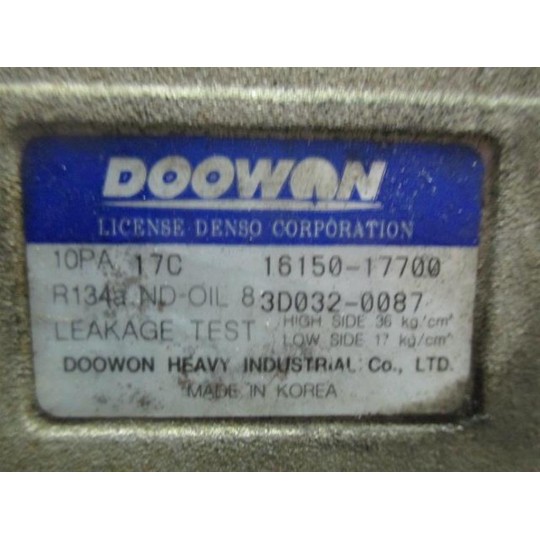 DOOWON
LICENSE DENSO CORPORATION
10PA 17C 16150-17700
R134a ND-OIL 8 3D032-0087
LEAKAGE TEST HIGH SIDE 36 kg/cm²
LOW SIDE 17 kg/cm²
DOOWON HEAVY INDUSTRIAL Co., LTD.
MADE IN KOREA